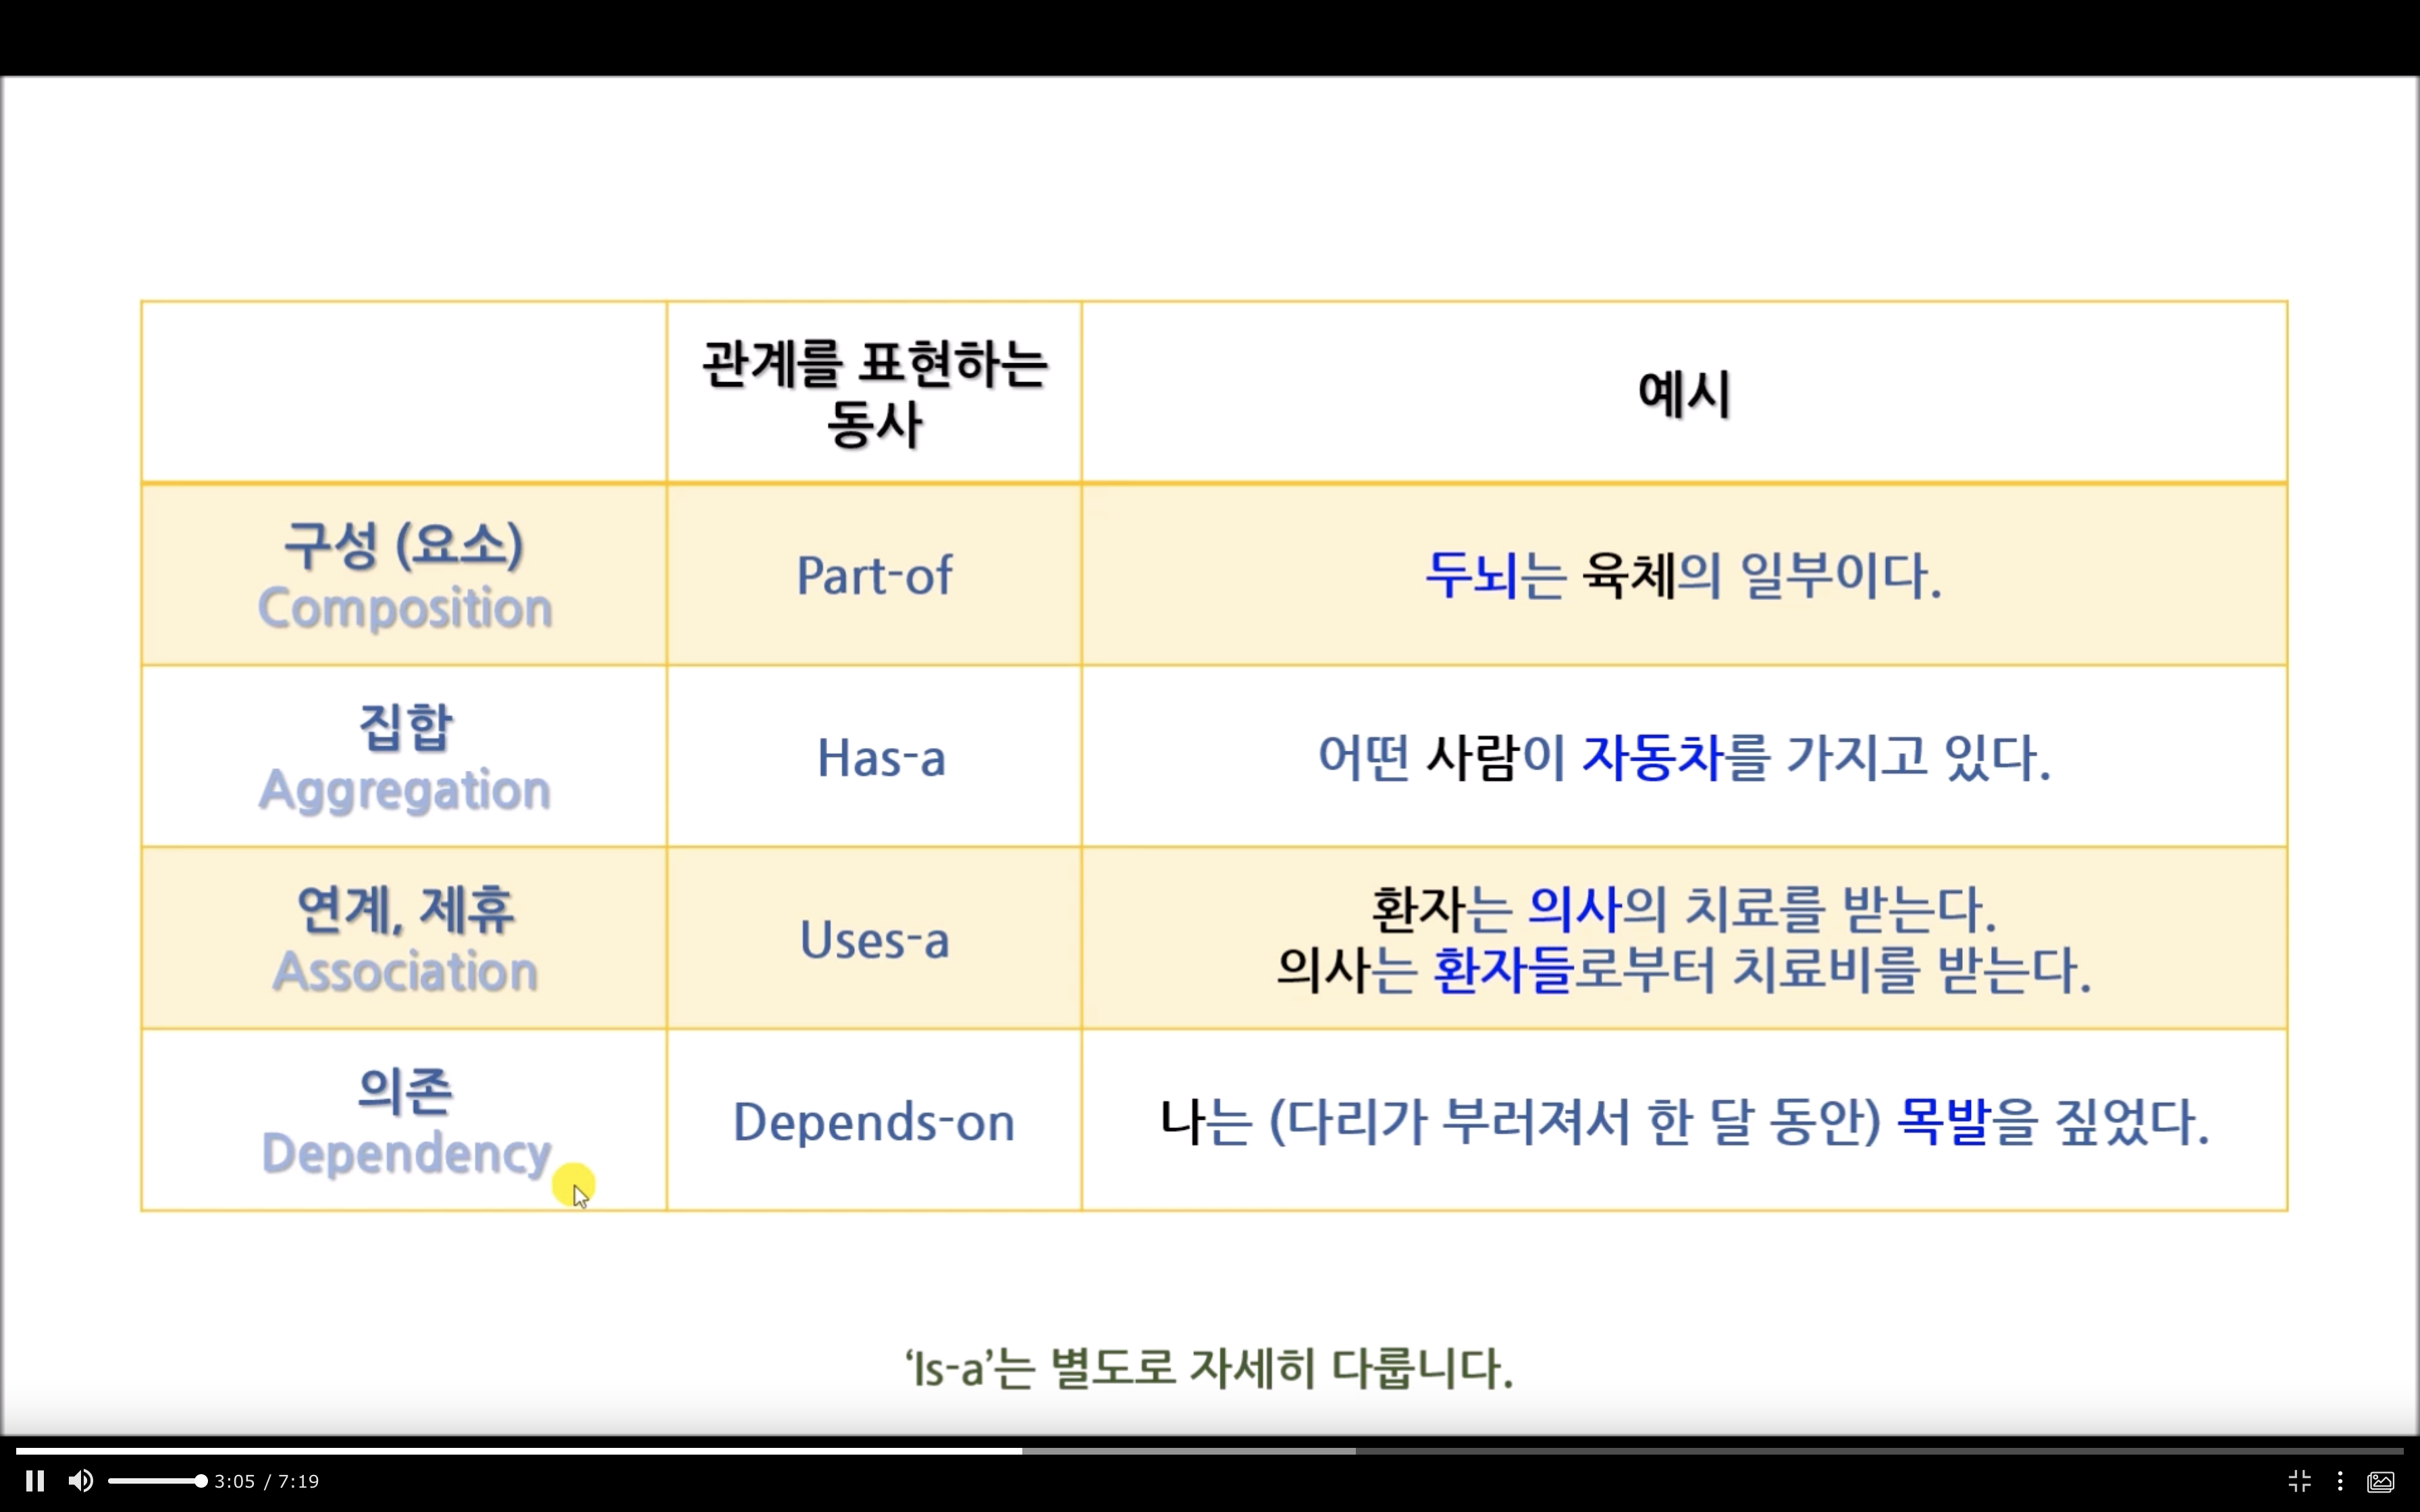 관계를 표현하는
동사
예시
구성 (요소)
Composition
Part-of
두뇌는 육체의 일부이다.
집합
Aggregation
Has-a
어떤 사람이 자동차를 가지고 있다.
연계, 제휴
Association
Uses-a
환자는 의사의 치료를 받는다.
의사는 환자들로부터 치료비를 받는다.
의존
Dependency
Depends-on
나는 (다리가 부러져서 한 달 동안) 목발을 짚었다.
‘Is-a’는 별도로 자세히 다룹니다.
3:05 / 7:19